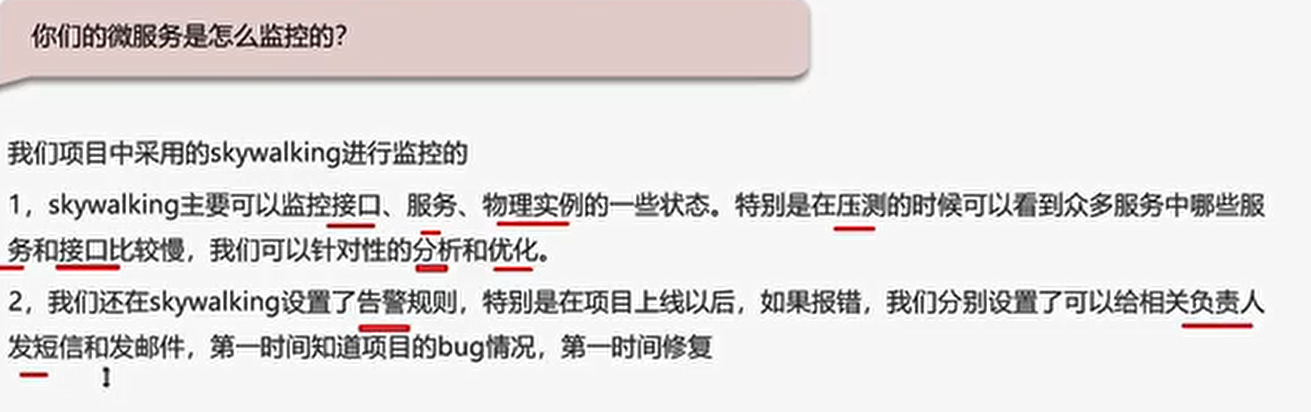 你们的微服务是怎么监控的？
我们项目中采用的skywalking进行监控的
1，skywalking主要可以监控接口、服务、物理实例的一些状态。特别是在压测的时候可以看到众多服务中哪些服
务和接口比较慢，我们可以针对性的分析和优化。
2，我们还在skywalking设置了告警规则，特别是在项目上线以后，如果报错，我们分别设置了可以给相关负责人
发短信和发邮件，第一时间知道项目的bug情况，第一时间修复